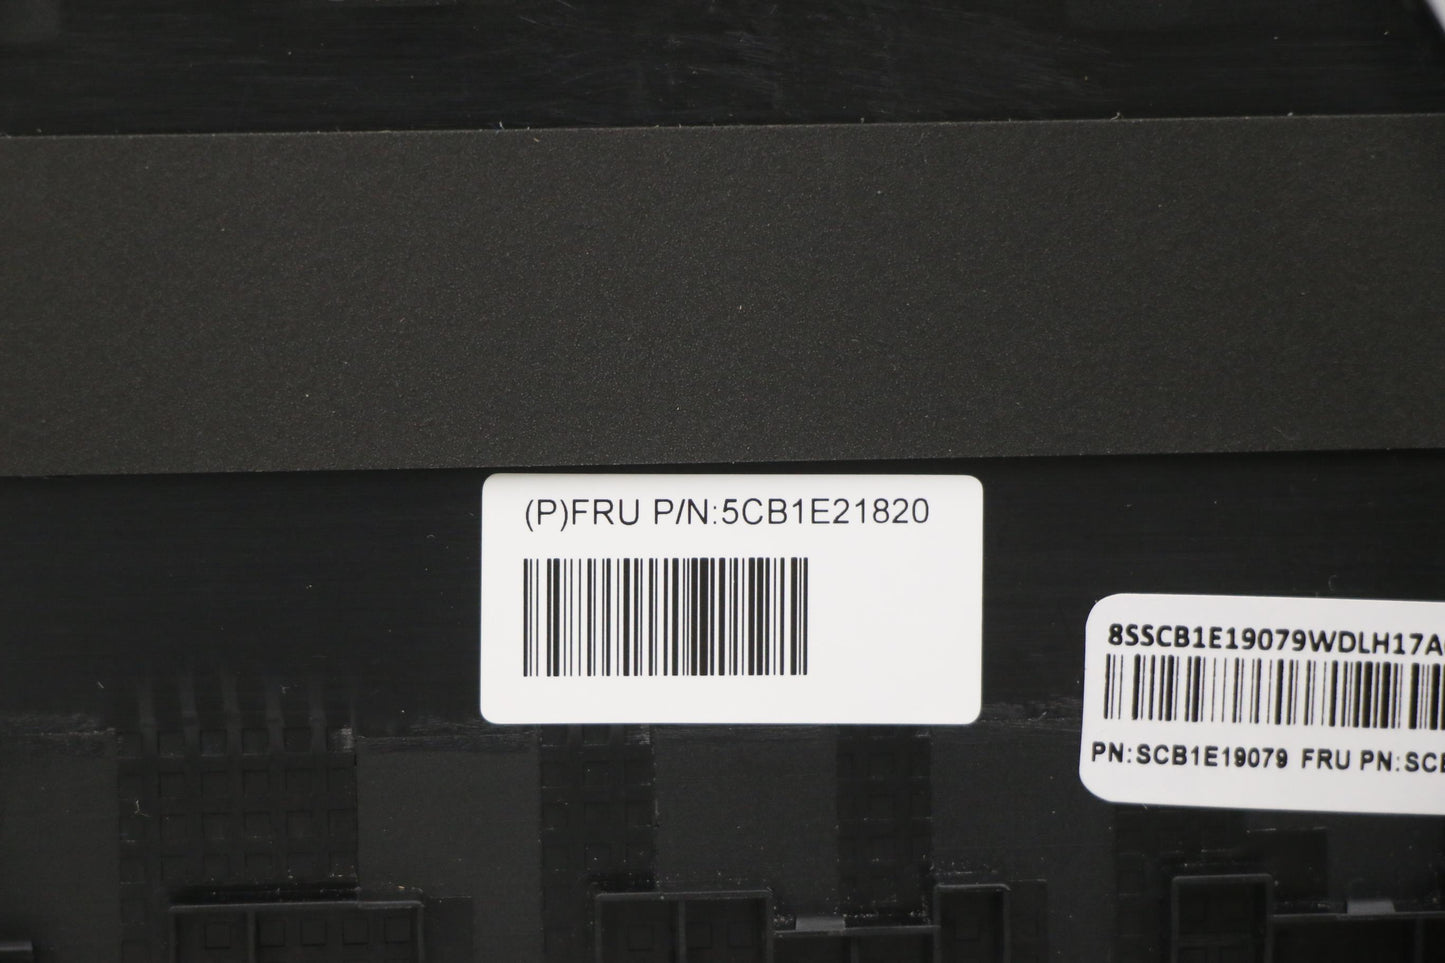 (P)FRU P/N:5CB1E21820
8SSCB1E19079WDLH17A
PN:SCB1E19079 FRU PN:SC